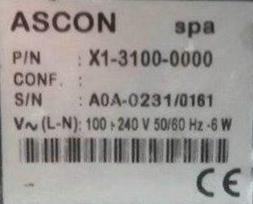 ASCON spa
P/N : X1-3100-0000
CONF. :
S/N : A0A-0231/0161
V~ (L-N): 100 ÷ 240 V 50/60 Hz -6 W
CE